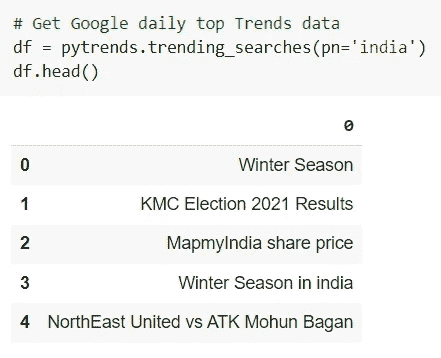 # Get Google daily top Trends data
df = pytrends.trending_searches(pn='india')
df.head()
0
0 Winter Season
1 KMC Election 2021 Results
2 MapmyIndia share price
3 Winter Season in india
4 NorthEast United vs ATK Mohun Bagan